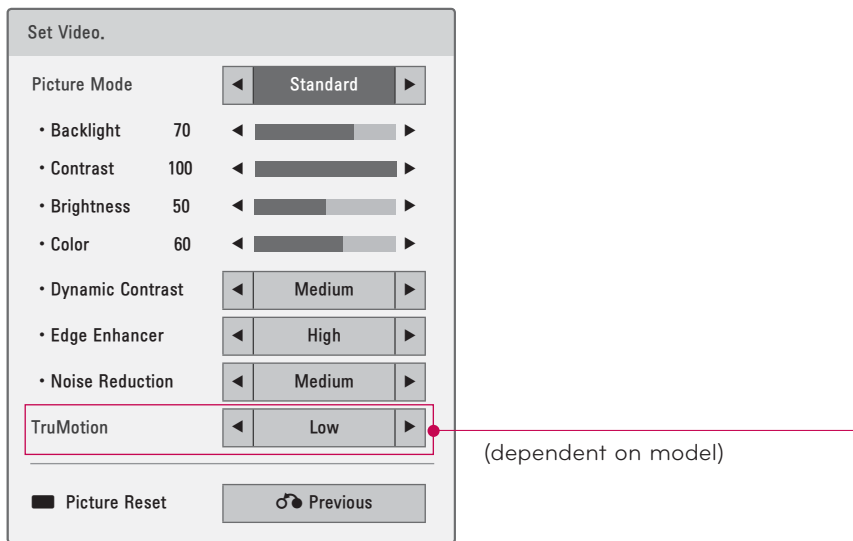 Set Video.
Picture Mode ◀ Standard ▶
• Backlight 70 ◀ ▶
• Contrast 100 ◀ ▶
• Brightness 50 ◀ ▶
• Color 60 ◀ ▶
• Dynamic Contrast ◀ Medium ▶
• Edge Enhancer ◀ High ▶
• Noise Reduction ◀ Medium ▶
TruMotion ◀ Low ▶
(dependent on model)
Picture Reset Previous